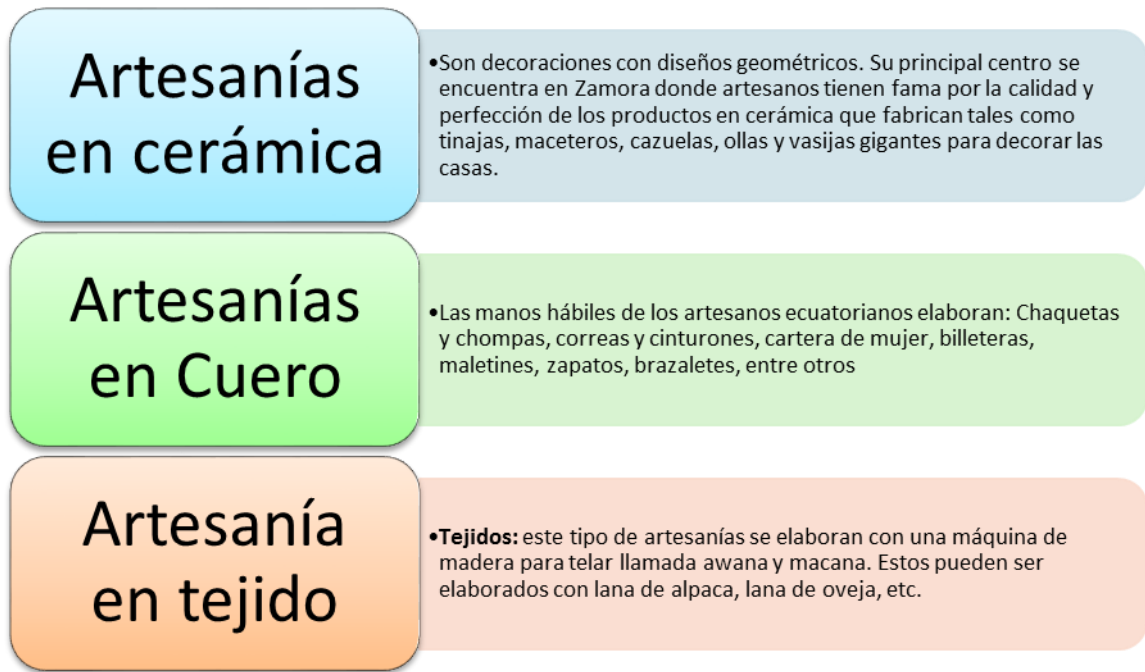 Artesanías
en cerámica
•Son decoraciones con diseños geométricos. Su principal centro se
encuentra en Zamora donde artesanos tienen fama por la calidad y
perfección de los productos en cerámica que fabrican tales como
tinajas, maceteros, cazuelas, ollas y vasijas gigantes para decorar las
casas.
Artesanías
en Cuero
•Las manos hábiles de los artesanos ecuatorianos elaboran: Chaquetas
y chompas, correas y cinturones, cartera de mujer, billeteras,
maletines, zapatos, brazaletes, entre otros
Artesanía
en tejido
•Tejidos: este tipo de artesanías se elaboran con una máquina de
madera para telar llamada awana y macana. Estos pueden ser
elaborados con lana de alpaca, lana de oveja, etc.